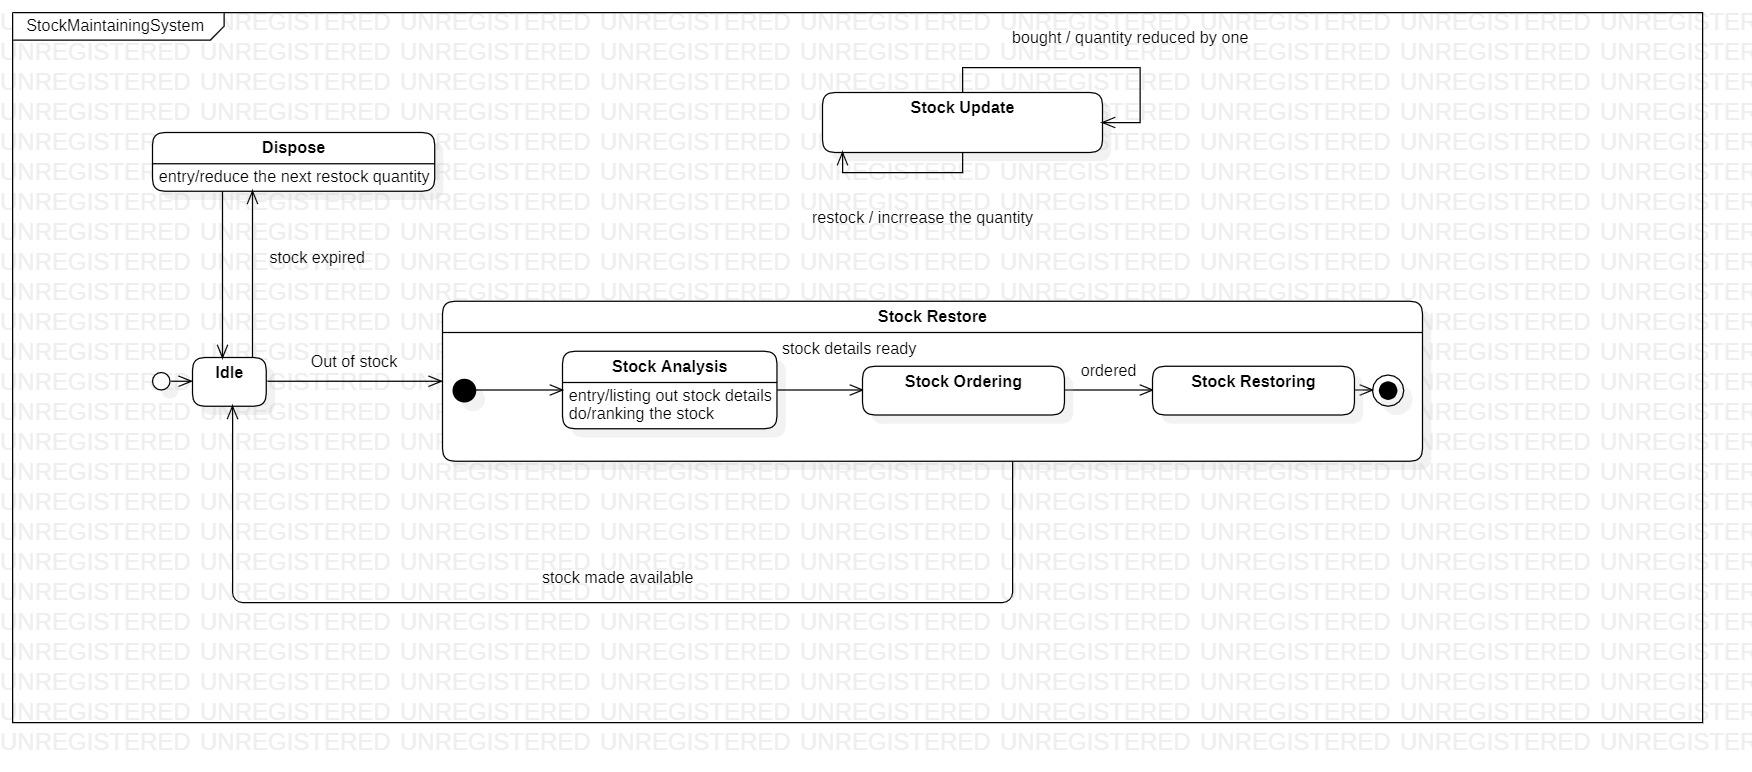 StockMaintainingSystem
bought / quantity reduced by one
Stock Update
Dispose
entry/reduce the next restock quantity
restock / incrrease the quantity
stock expired
Stock Restore
Idle
Out of stock
Stock Analysis
entry/listing out stock details
do/ranking the stock
stock details ready
Stock Ordering
ordered
Stock Restoring
stock made available
UNREGISTERED